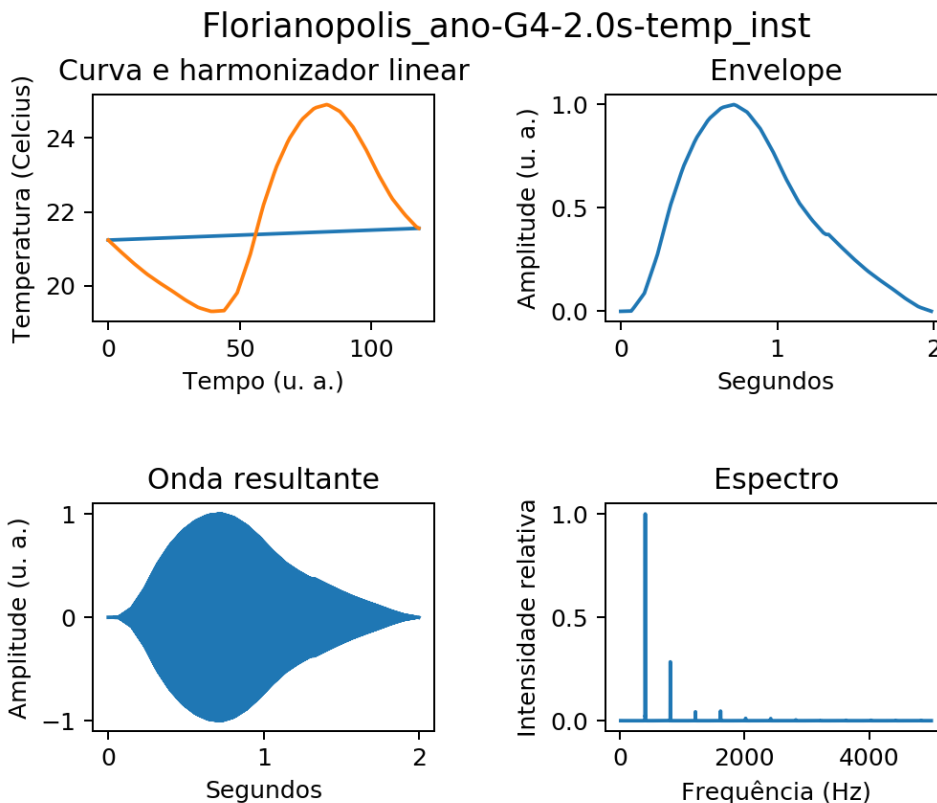 Florianopolis_ano-G4-2.0s-temp_inst
Curva e harmonizador linear
Temperatura (Celcius)
24
22
20
0
50
100
Tempo (u. a.)
Envelope
Amplitude (u. a.)
1.0
0.5
0.0
0
1
2
Segundos
Onda resultante
Amplitude (u. a.)
1
0
−1
0
1
2
Segundos
Espectro
Intensidade relativa
1.0
0.5
0.0
0
2000
4000
Frequência (Hz)